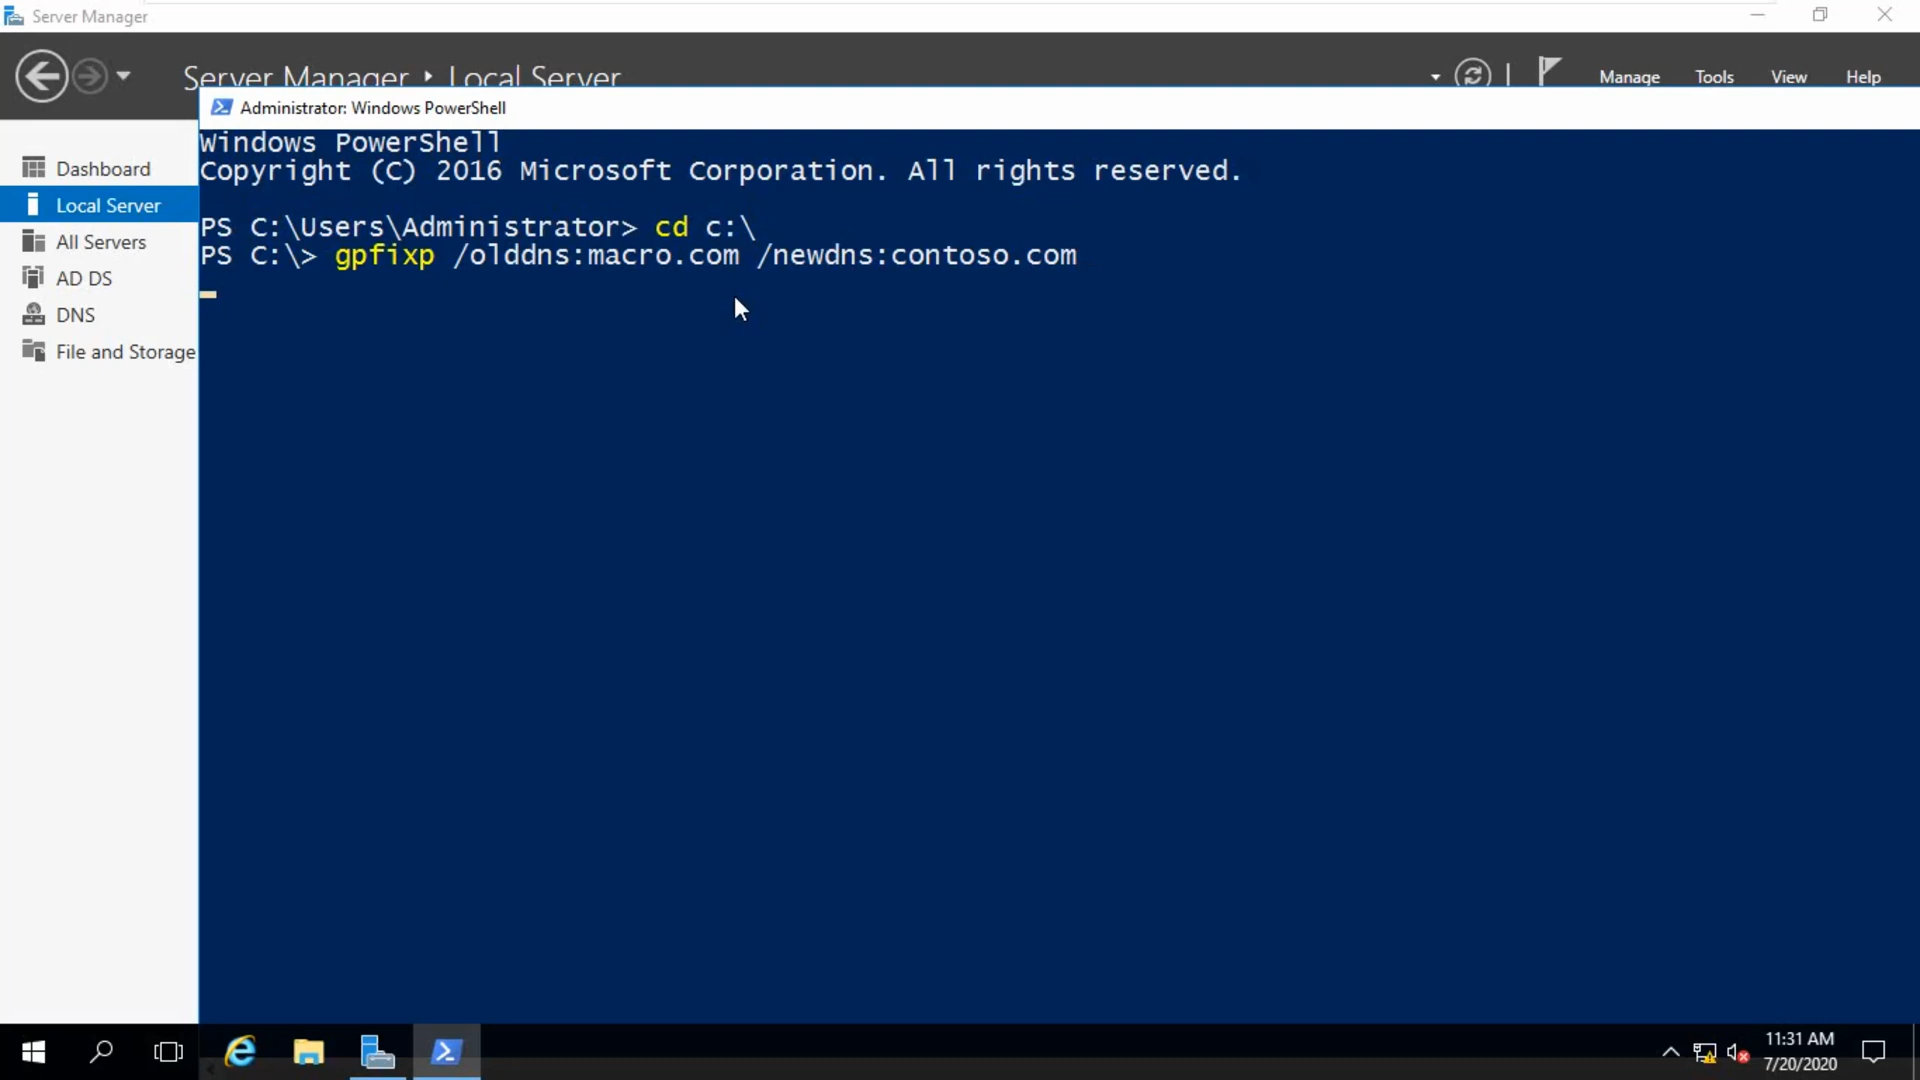 Server Manager
Server Manager ‣ Local Server
Manage
Tools
View
Help
Administrator: Windows PowerShell
Dashboard
Local Server
All Servers
AD DS
DNS
File and Storage
Windows PowerShell
Copyright (C) 2016 Microsoft Corporation. All rights reserved.
PS C:\Users\Administrator> cd c:\
PS C:\> gpfixp /olddns:macro.com /newdns:contoso.com
11:31 AM
7/20/2020